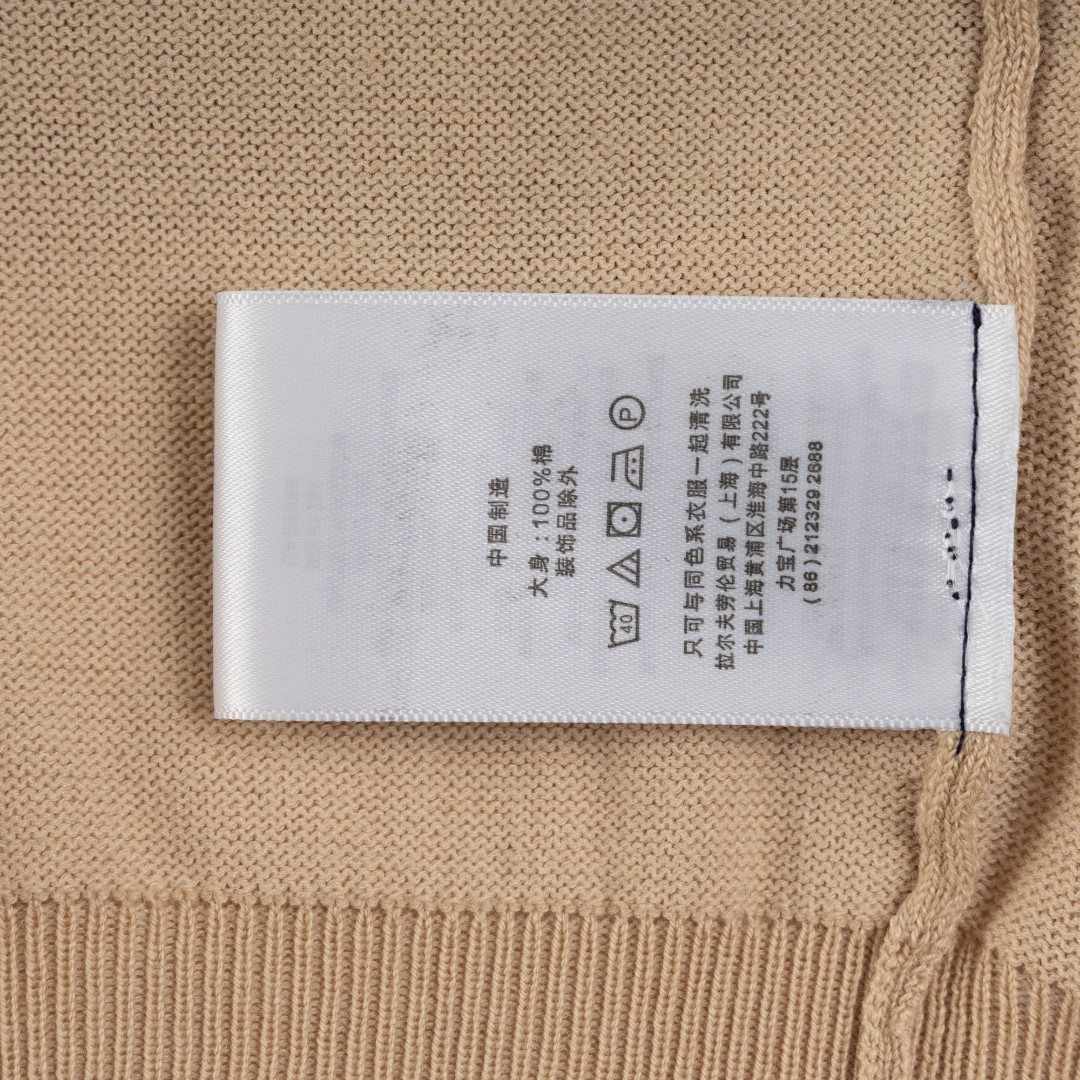 中国制造
大身：100%棉
装饰品除外
40 P
只可与同色系衣服一起清洗
拉尔夫劳伦贸易（上海）有限公司
中国上海黄浦区淮海中路222号
力宝广场第15层
(86) 212329 2688